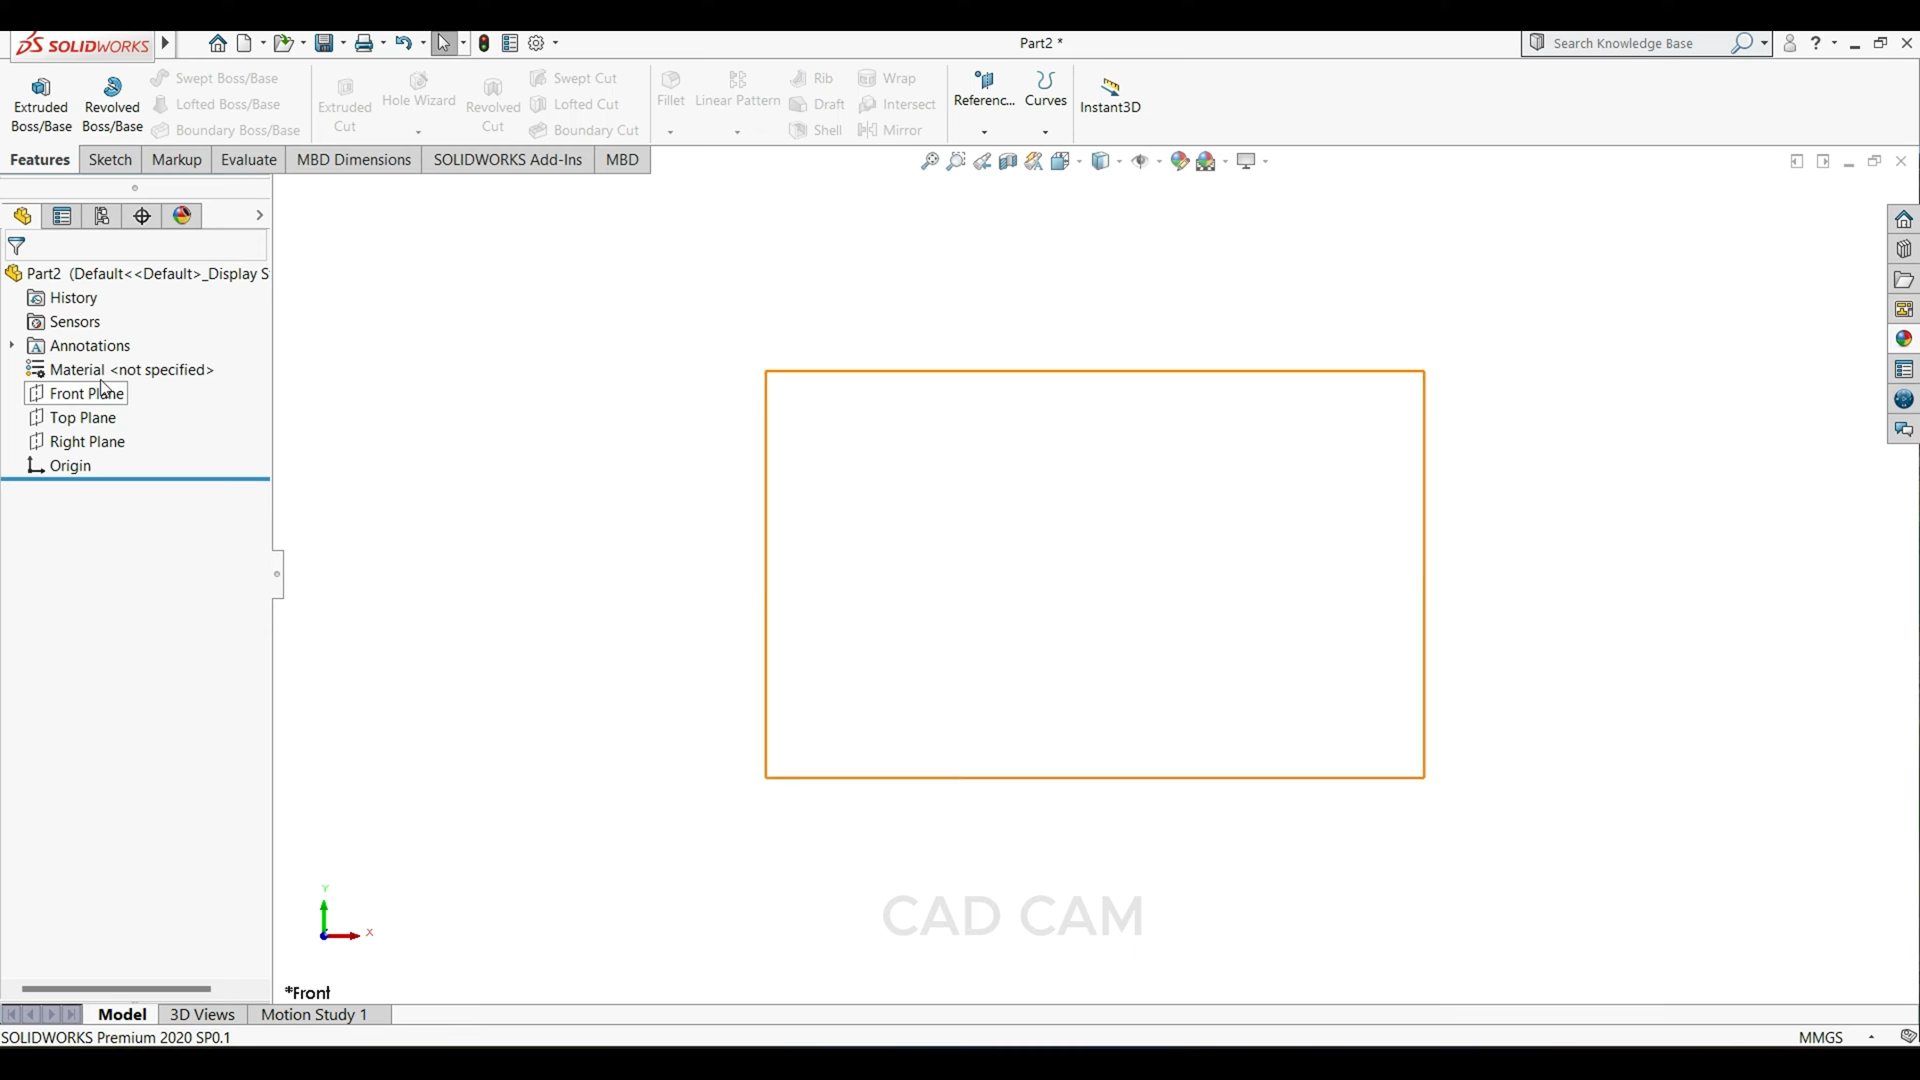 SOLIDWORKS
Part2 *
Search Knowledge Base
?
Extruded Boss/Base
Revolved Boss/Base
Swept Boss/Base
Lofted Boss/Base
Boundary Boss/Base
Extruded Cut
Hole Wizard
Revolved Cut
Swept Cut
Lofted Cut
Boundary Cut
Fillet
Linear Pattern
Rib
Draft
Shell
Wrap
Intersect
Mirror
Referenc...
Curves
Instant3D
Features
Sketch
Markup
Evaluate
MBD Dimensions
SOLIDWORKS Add-Ins
MBD
Part2 (Default<<Default>_Display S
History
Sensors
Annotations
Material <not specified>
Front Plane
Top Plane
Right Plane
Origin
Y
X
CAD CAM
*Front
Model
3D Views
Motion Study 1
SOLIDWORKS Premium 2020 SP0.1
MMGS